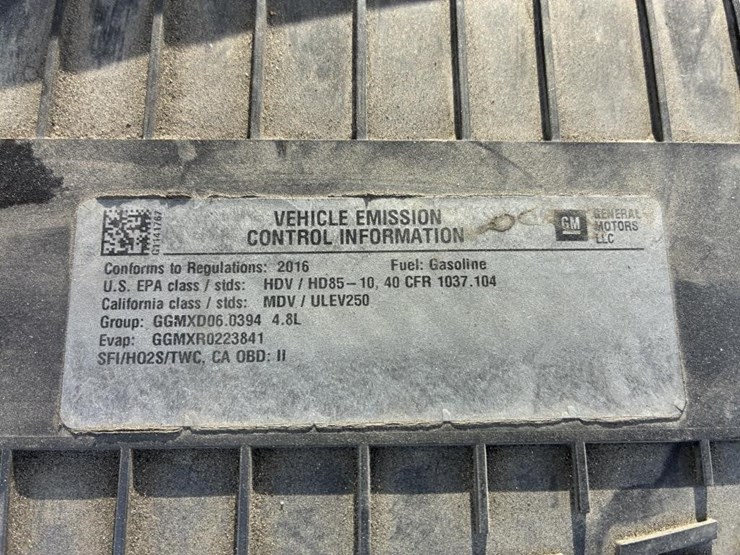 VEHICLE EMISSION
CONTROL INFORMATION
GM
GENERAL
MOTORS
LLC
Conforms to Regulations: 2016 Fuel: Gasoline
U.S. EPA class / stds: HDV / HD85-10, 40 CFR 1037.104
California class / stds: MDV / ULEV250
Group: GGMXD06.0394 4.8L
Evap: GGMXR0223841
SFI/HO2S/TWC, CA OBD: II